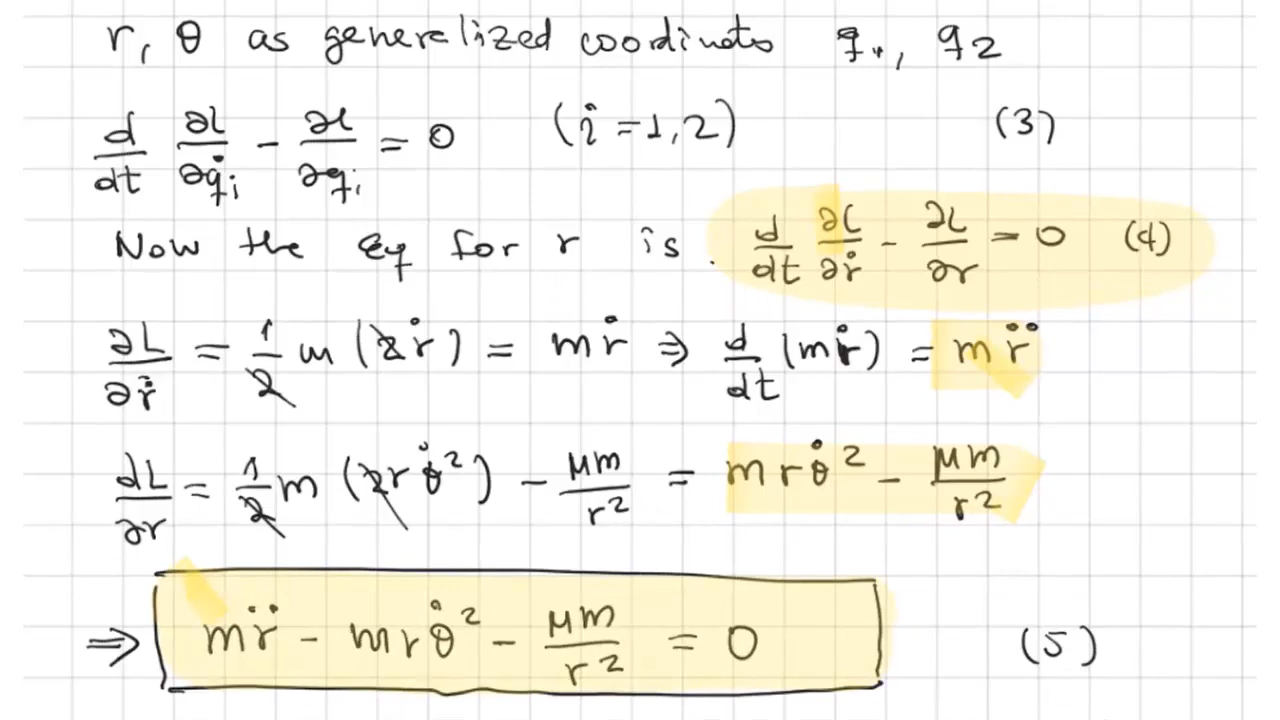 r, θ as generalized coordinates q₁, q₂
d/dt ∂L/∂q̇ᵢ - ∂L/∂qᵢ = 0 (i = 1, 2) (3)
Now the Eq for r is. d/dt ∂L/∂ṙ - ∂L/∂r = 0 (4)
∂L/∂ṙ = 1/2 m (2ṙ) = mṙ ⇒ d/dt (mṙ) = mr̈
∂L/∂r = 1/2 m (2rθ̇²) - μm/r² = mrθ̇² - μm/r²
⇒ mr̈ - mrθ̇² - μm/r² = 0 (5)